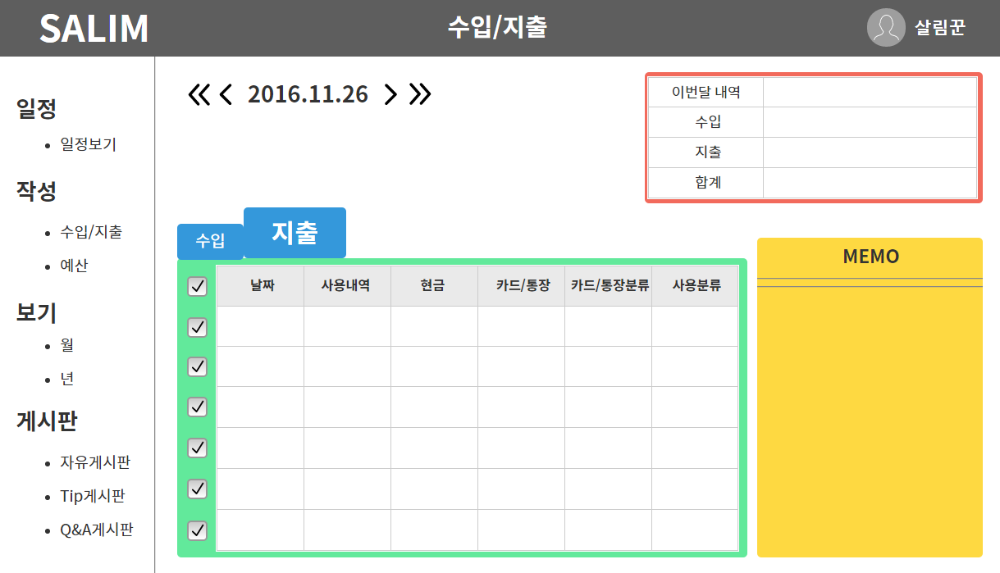 SALIM
수입/지출
살림꾼
일정
일정보기
작성
수입/지출
예산
보기
월
년
게시판
자유게시판
Tip게시판
Q&A게시판
2016.11.26
이번달 내역
수입
지출
합계
수입
지출
날짜 사용내역 현금 카드/통장 카드/통장분류 사용분류
MEMO